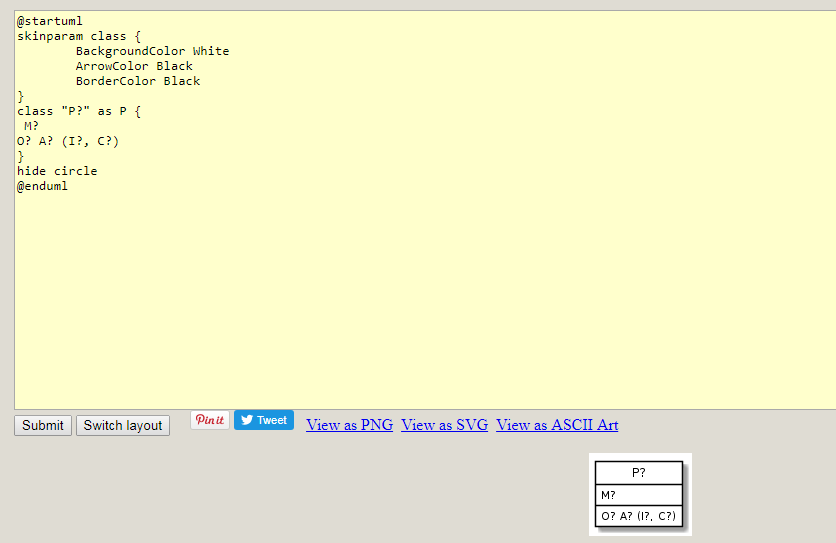 @startuml
skinparam class {
BackgroundColor White
ArrowColor Black
BorderColor Black
}
class "P?" as P {
M?
O? A? (I?, C?)
}
hide circle
@enduml
Submit Switch layout Pin it Tweet View as PNG View as SVG View as ASCII Art
P?
M?
O? A? (I?, C?)